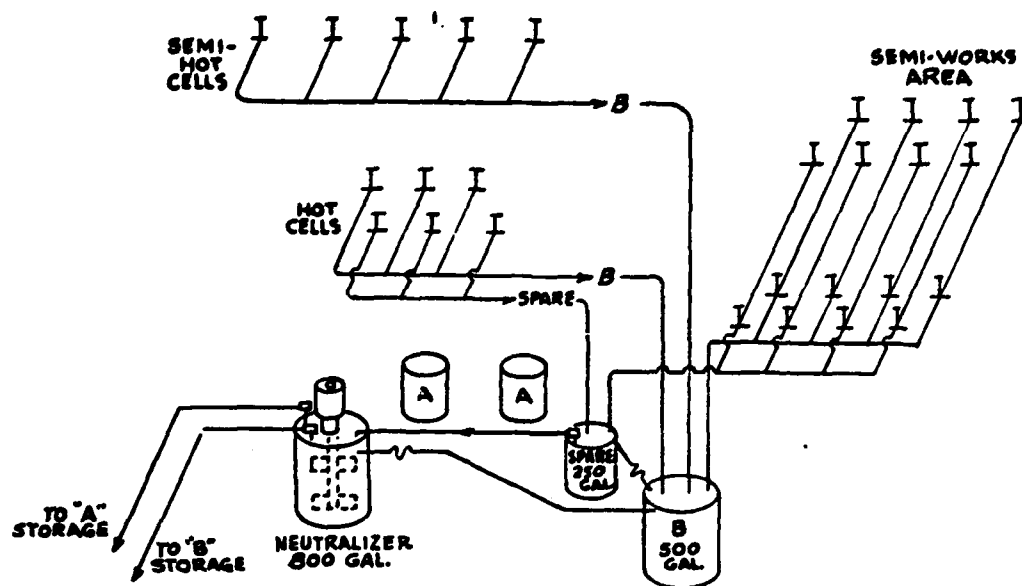 SEMI-
HOT
CELLS
B
SEMI-WORKS
AREA
HOT
CELLS
B
SPARE
A
A
SPARE
250
GAL.
B
500
GAL.
TO "A"
STORAGE
TO "B"
STORAGE
NEUTRALIZER
800 GAL.